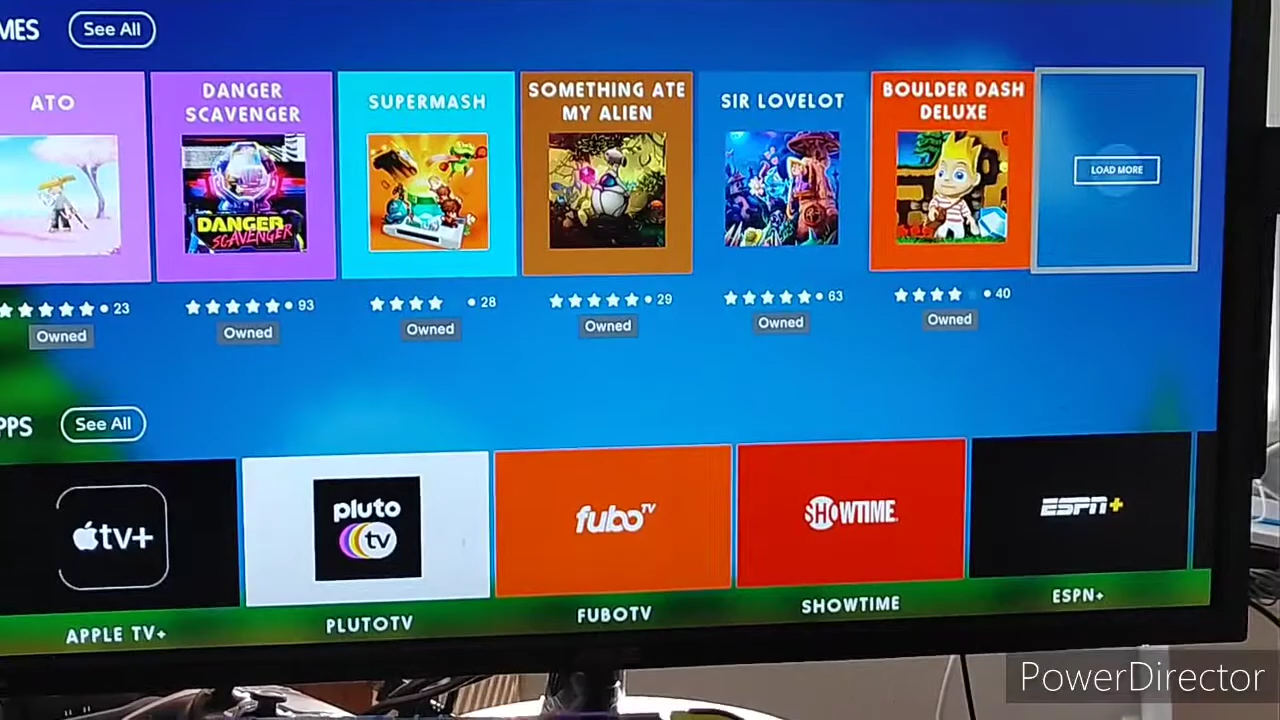 MES
See All
ATO
DANGER
SCAVENGER
SUPERMASH
SOMETHING ATE
MY ALIEN
SIR LOVELOT
BOULDER DASH
DELUXE
LOAD MORE
DANGER
SCAVENGER
23
93
28
29
63
40
Owned
Owned
Owned
Owned
Owned
Owned
PPS
See All
tv+
pluto
tv
fuboTV
SHOWTIME
ESPN+
APPLE TV+
PLUTOTV
FUBOTV
SHOWTIME
ESPN+
PowerDirector